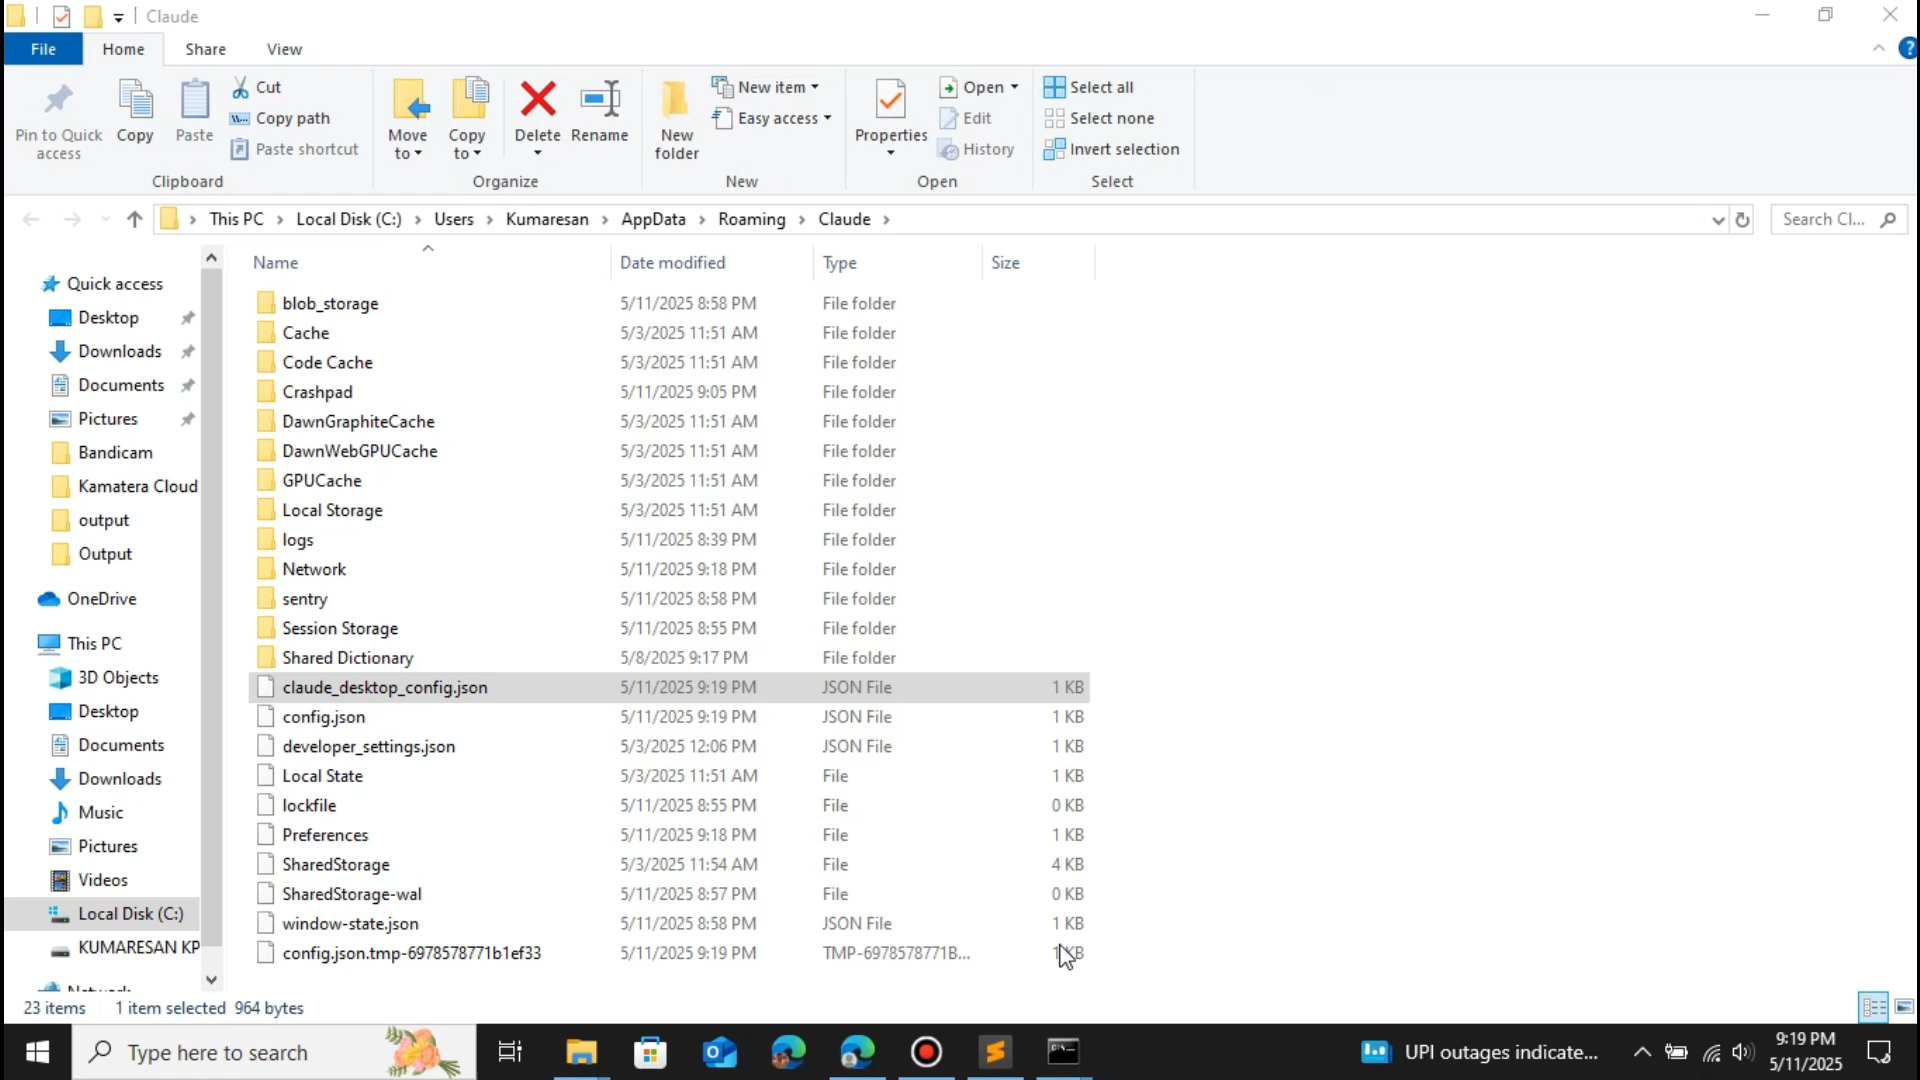 Claude
File Home Share View
Pin to Quick access
Copy
Paste
Cut
Copy path
Paste shortcut
Clipboard
Move to
Copy to
Delete
Rename
Organize
New folder
New item
Easy access
New
Properties
Open
Edit
History
Open
Select all
Select none
Invert selection
Select
This PC > Local Disk (C:) > Users > Kumaresan > AppData > Roaming > Claude >
Search Cl...
Quick access
Desktop
Downloads
Documents
Pictures
Bandicam
Kamatera Cloud
output
Output
OneDrive
This PC
3D Objects
Desktop
Documents
Downloads
Music
Pictures
Videos
Local Disk (C:)
KUMARESAN KP
Name Date modified Type Size
blob_storage 5/11/2025 8:58 PM File folder
Cache 5/3/2025 11:51 AM File folder
Code Cache 5/3/2025 11:51 AM File folder
Crashpad 5/11/2025 9:05 PM File folder
DawnGraphiteCache 5/3/2025 11:51 AM File folder
DawnWebGPUCache 5/3/2025 11:51 AM File folder
GPUCache 5/3/2025 11:51 AM File folder
Local Storage 5/3/2025 11:51 AM File folder
logs 5/11/2025 8:39 PM File folder
Network 5/11/2025 9:18 PM File folder
sentry 5/11/2025 8:58 PM File folder
Session Storage 5/11/2025 8:55 PM File folder
Shared Dictionary 5/8/2025 9:17 PM File folder
claude_desktop_config.json 5/11/2025 9:19 PM JSON File 1 KB
config.json 5/11/2025 9:19 PM JSON File 1 KB
developer_settings.json 5/3/2025 12:06 PM JSON File 1 KB
Local State 5/3/2025 11:51 AM File 1 KB
lockfile 5/11/2025 8:55 PM File 0 KB
Preferences 5/11/2025 9:18 PM File 1 KB
SharedStorage 5/3/2025 11:54 AM File 4 KB
SharedStorage-wal 5/11/2025 8:57 PM File 0 KB
window-state.json 5/11/2025 8:58 PM JSON File 1 KB
config.json.tmp-6978578771b1ef33 5/11/2025 9:19 PM TMP-6978578771B... 1 KB
23 items 1 item selected 964 bytes
Type here to search
UPI outages indicate...
9:19 PM
5/11/2025